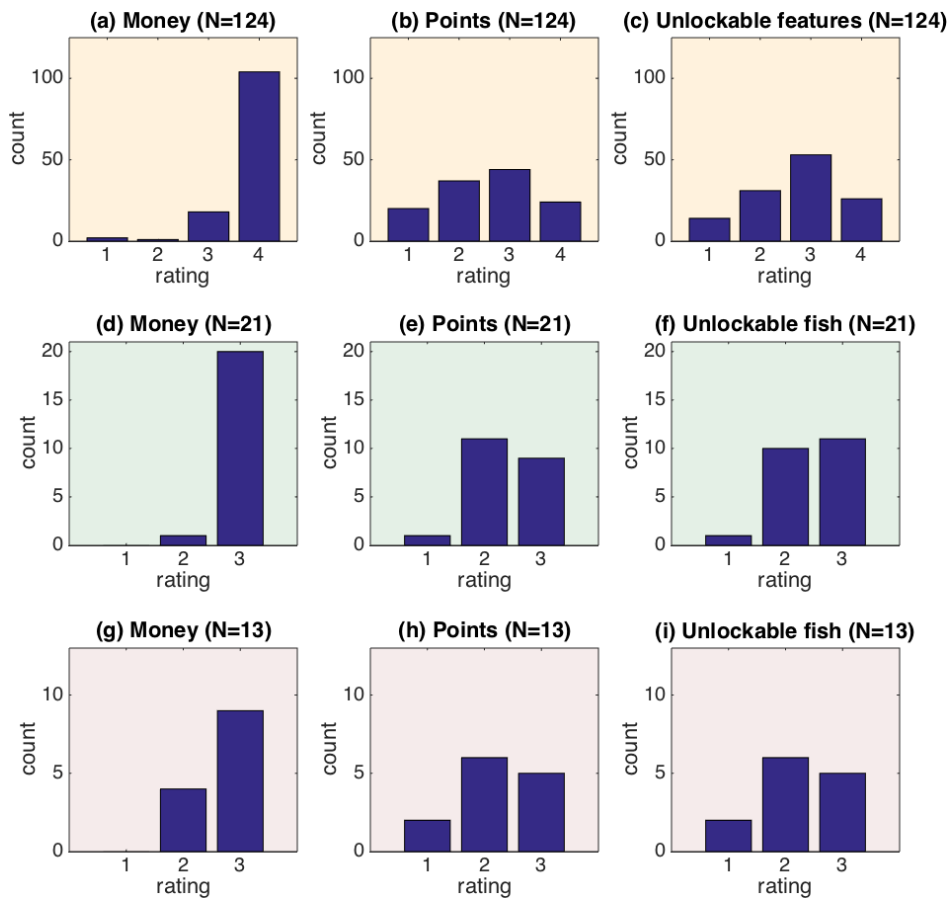 (a) Money (N=124)
(b) Points (N=124)
(c) Unlockable features (N=124)
count
100
50
0
1 2 3 4
rating
count
100
50
0
1 2 3 4
rating
count
100
50
0
1 2 3 4
rating
(d) Money (N=21)
(e) Points (N=21)
(f) Unlockable fish (N=21)
count
20
15
10
5
0
1 2 3
rating
count
20
15
10
5
0
1 2 3
rating
count
20
15
10
5
0
1 2 3
rating
(g) Money (N=13)
(h) Points (N=13)
(i) Unlockable fish (N=13)
count
10
5
0
1 2 3
rating
count
10
5
0
1 2 3
rating
count
10
5
0
1 2 3
rating